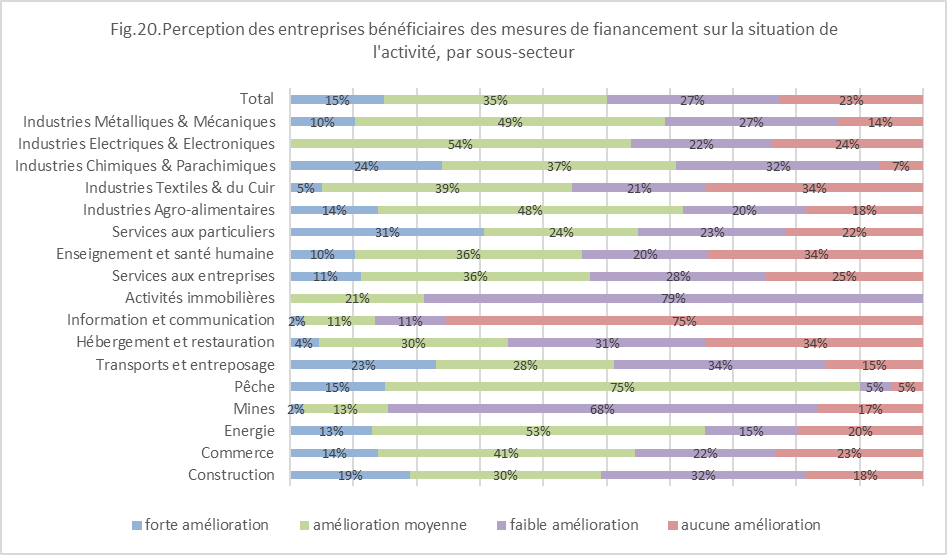 Fig.20.Perception des entreprises bénéficiaires des mesures de fianancement sur la situation de
l'activité, par sous-secteur
Total 15% 35% 27% 23%
Industries Métalliques & Mécaniques 10% 49% 27% 14%
Industries Electriques & Electroniques 54% 22% 24%
Industries Chimiques & Parachimiques 24% 37% 32% 7%
Industries Textiles & du Cuir 5% 39% 21% 34%
Industries Agro-alimentaires 14% 48% 20% 18%
Services aux particuliers 31% 24% 23% 22%
Enseignement et santé humaine 10% 36% 20% 34%
Services aux entreprises 11% 36% 28% 25%
Activités immobilières 21% 79%
Information et communication 2% 11% 11% 75%
Hébergement et restauration 4% 30% 31% 34%
Transports et entreposage 23% 28% 34% 15%
Pêche 15% 75% 5% 5%
Mines 2% 13% 68% 17%
Energie 13% 53% 15% 20%
Commerce 14% 41% 22% 23%
Construction 19% 30% 32% 18%
forte amélioration amélioration moyenne faible amélioration aucune amélioration